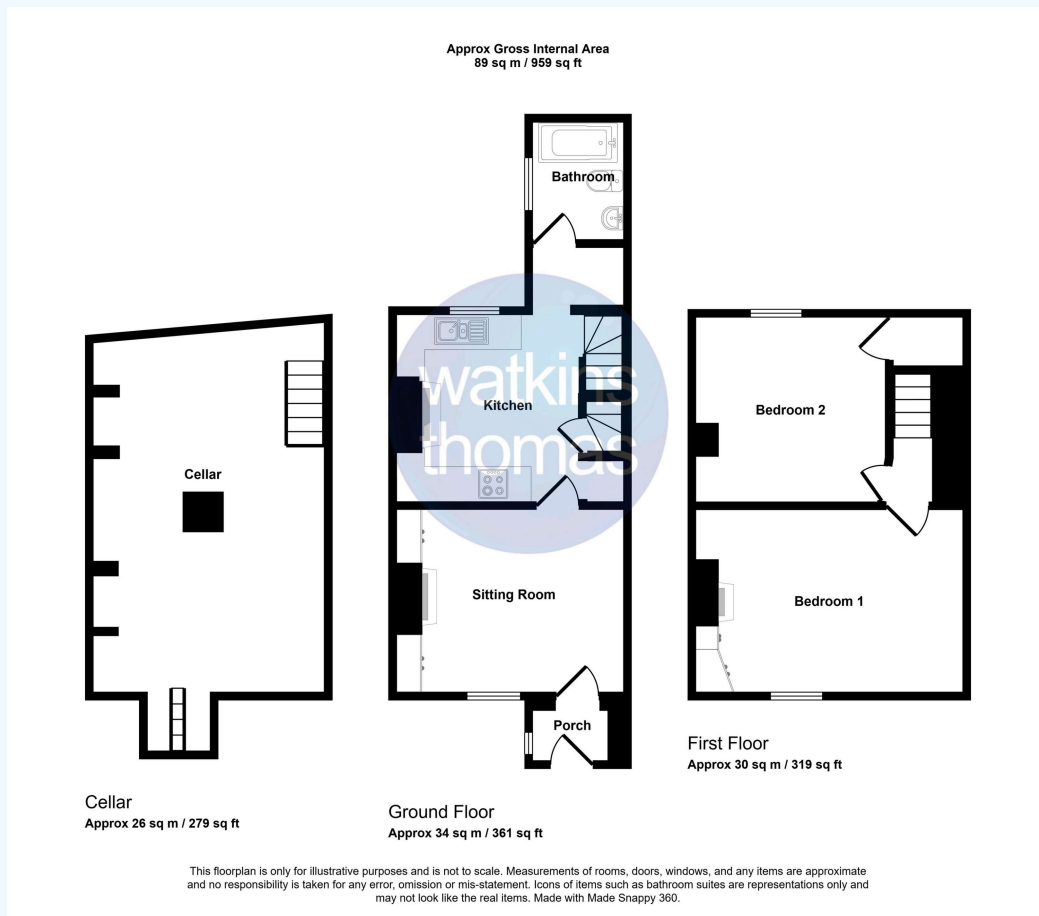 Approx Gross Internal Area
89 sq m / 959 sq ft
Bathroom
watkins
thomas
Kitchen
Bedroom 2
Cellar
Sitting Room
Bedroom 1
Porch
First Floor
Approx 30 sq m / 319 sq ft
Cellar
Approx 26 sq m / 279 sq ft
Ground Floor
Approx 34 sq m / 361 sq ft
This floorplan is only for illustrative purposes and is not to scale. Measurements of rooms, doors, windows, and any items are approximate
and no responsibility is taken for any error, omission or mis-statement. Icons of items such as bathroom suites are representations only and
may not look like the real items. Made with Made Snappy 360.